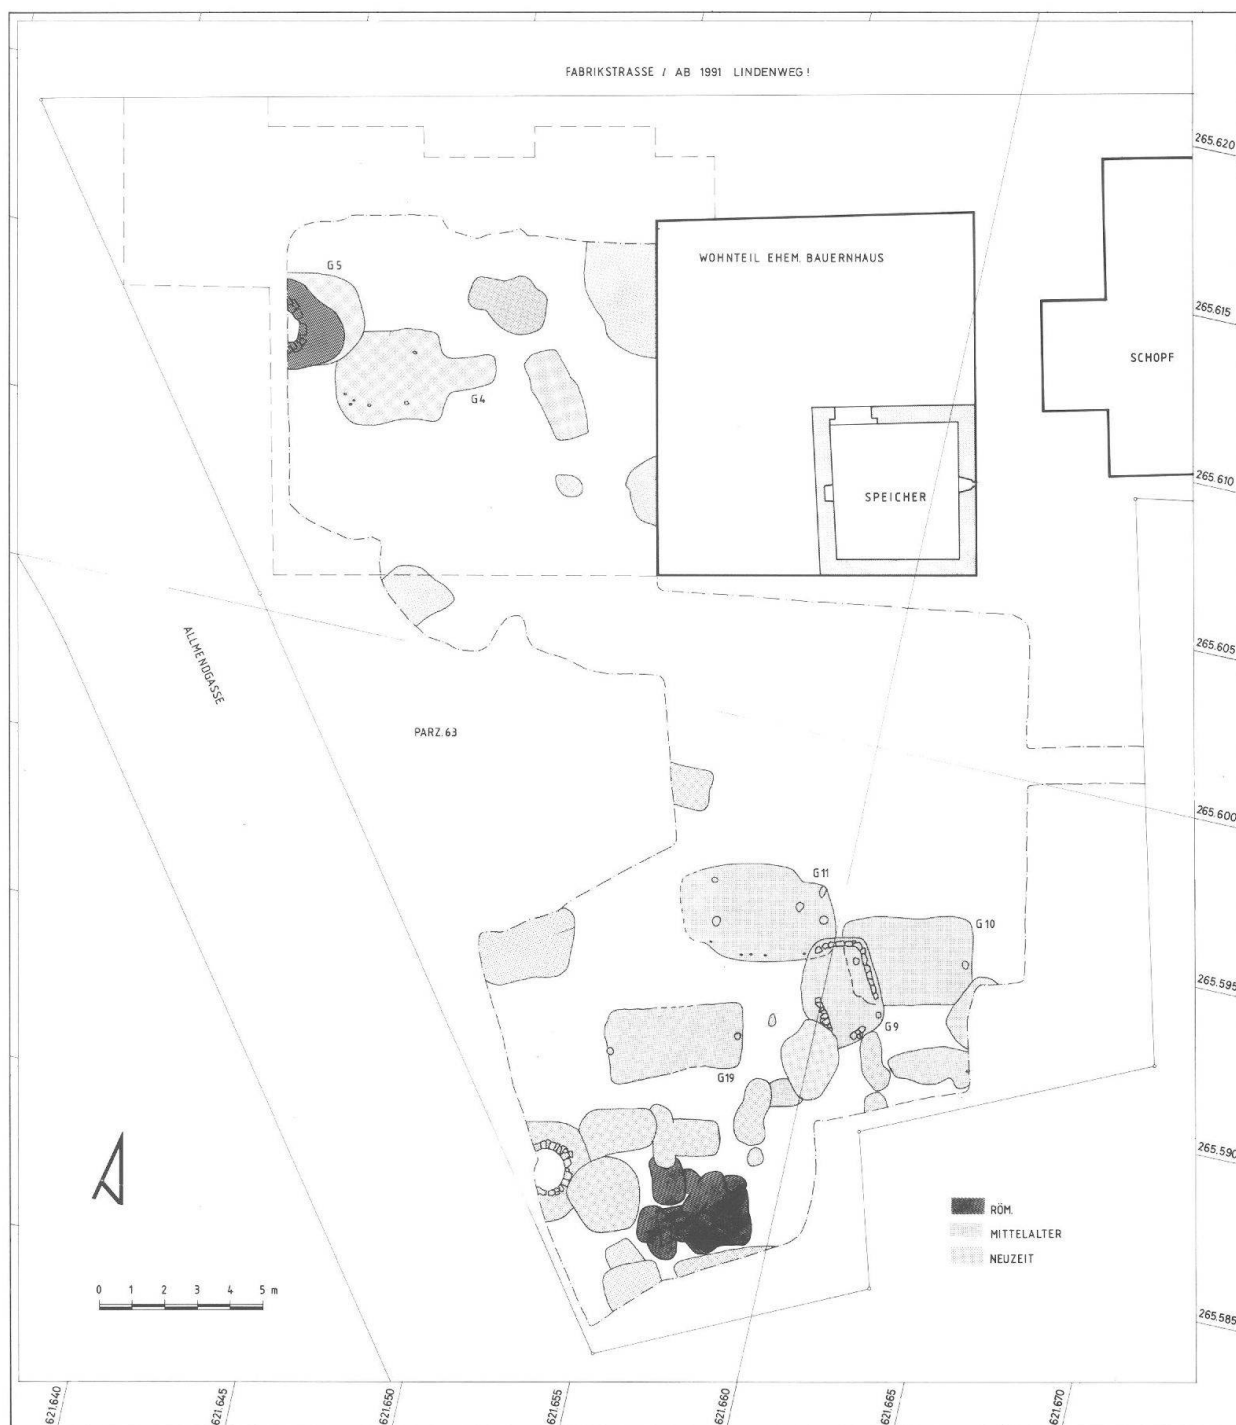 FABRIKSTRASSE / AB 1991 LINDENWEG!
265.620
G5
WOHNTEIL EHEM. BAUERNHAUS
265.615
SCHOPF
G4
265.610
SPEICHER
265.605
ALLMENDGASSE
PARZ.63
265.600
G11
G10
265.595
G9
G19
265.590
RÖM.
MITTELALTER
NEUZEIT
0 1 2 3 4 5 m
265.585
621.640
621.645
621.650
621.655
621.660
621.665
621.670